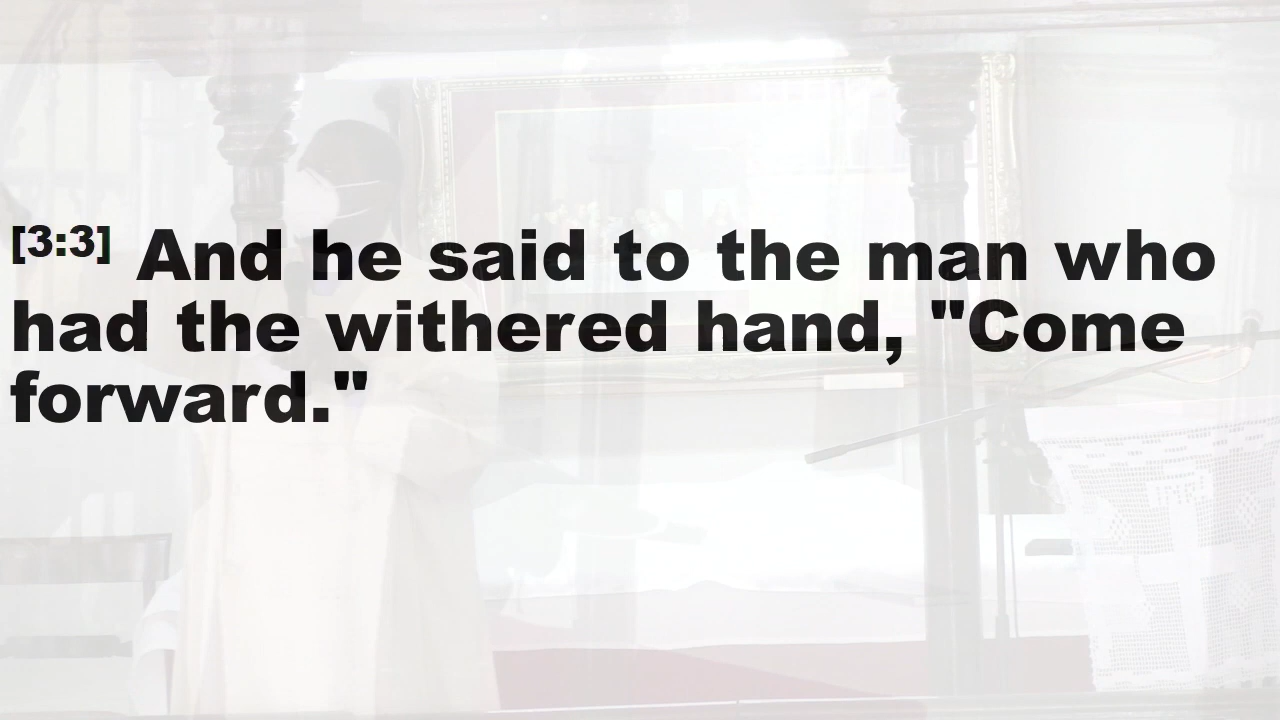 [3:3] And he said to the man who
had the withered hand, "Come
forward."